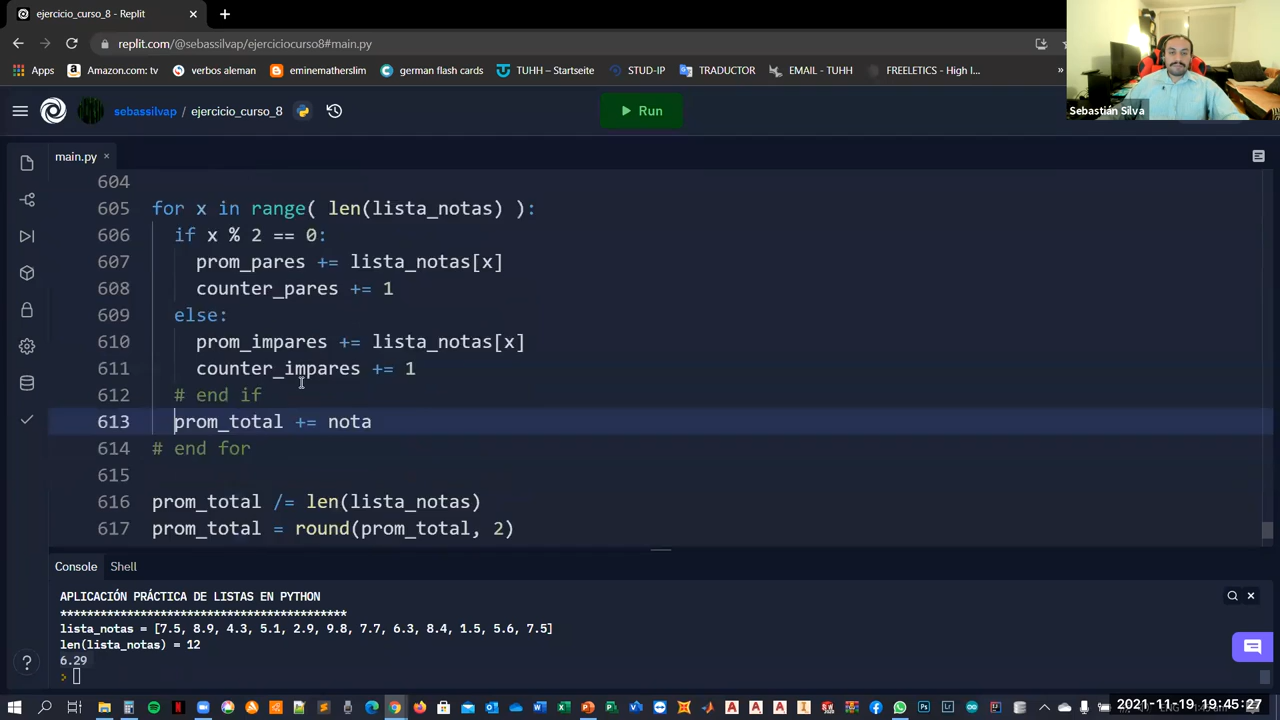 ejercicio_curso_8 - Replit
replit.com/@sebassilvap/ejerciciocurso8#main.py
Apps
Amazon.com: tv
verbos aleman
eminematherslim
german flad
TUHH – Startseite
STUD-IP
TRADUCTOR
EMAIL - TUHH
FREELETICS - High I...
»
Sebastián Silva
sebassilvap / ejercicio_curso_8
Run
main.py
604
605 for x in range( len(lista_notas) ):
606 if x % 2 == 0:
607 prom_pares += lista_notas[x]
608 counter_pares += 1
609 else:
610 prom_impares += lista_notas[x]
611 counter_impares += 1
612 # end if
613 prom_total += nota
614 # end for
615
616 prom_total /= len(lista_notas)
617 prom_total = round(prom_total, 2)
Console
Shell
APLICACIÓN PRÁCTICA DE LISTAS EN PYTHON
******************************************
lista_notas = [7.5, 8.9, 4.3, 5.1, 2.9, 9.8, 7.7, 6.3, 8.4, 1.5, 5.6, 7.5]
len(lista_notas) = 12
6.29
2021-11-19 19:45:27